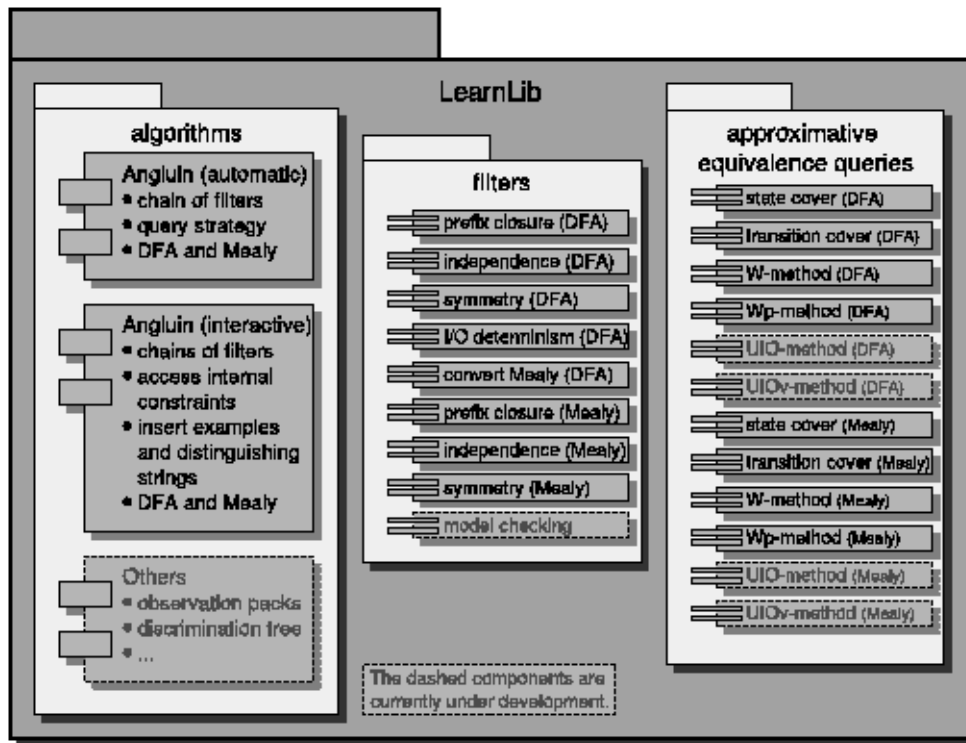 LearnLib
algorithms
Angluin (automatic)
• chain of filters
• query strategy
• DFA and Mealy
Angluin (interactive)
• chains of filters
• access internal
constraints
• insert examples
and distinguishing
strings
• DFA and Mealy
Others
• observation packs
• discrimination tree
• ...
filters
prefix closure (DFA)
independence (DFA)
symmetry (DFA)
I/O determinism (DFA)
convert Mealy (DFA)
prefix closure (Mealy)
independence (Mealy)
symmetry (Mealy)
model checking
The dashed components are
currently under development.
approximative
equivalence queries
state cover (DFA)
transition cover (DFA)
W-method (DFA)
Wp-method (DFA)
UIO-method (DFA)
UIOv-method (DFA)
state cover (Mealy)
transition cover (Mealy)
W-method (Mealy)
Wp-method (Mealy)
UIO-method (Mealy)
UIOv-method (Mealy)